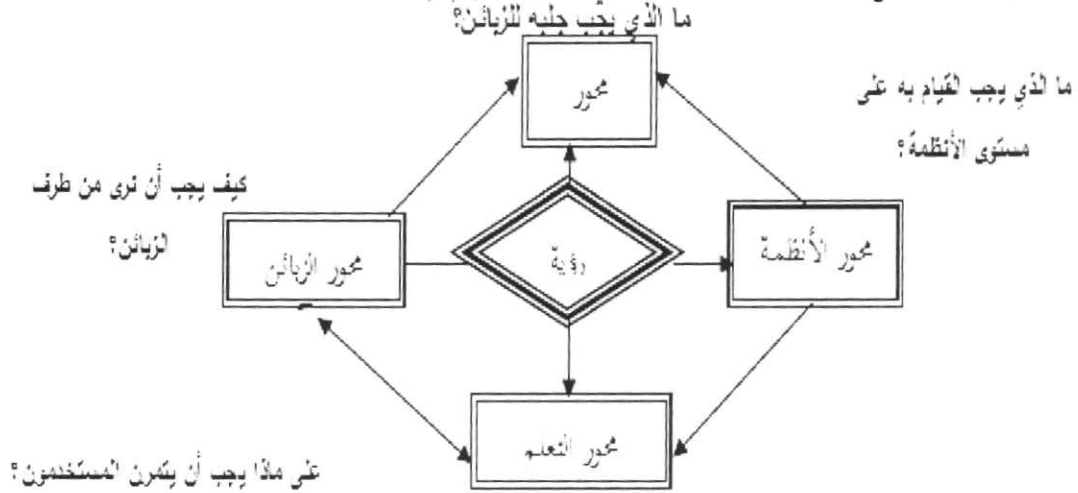 ما الذي يجب جلبه للزبائن؟
محور
ما الذي يجب القيام به على
مستوى الأنظمة؟
كيف يجب أن نرى من طرف
الزبائن؟
محور الأنظمة
رؤية
محور الزبائن
محور التعلم
على ماذا يجب أن يتمرن المستخدمون؟